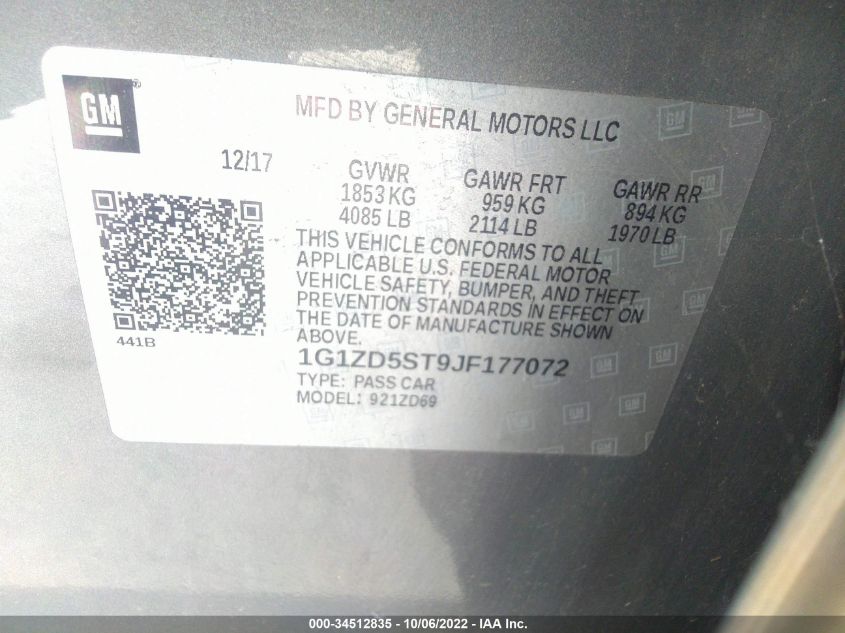 GM
MFD BY GENERAL MOTORS LLC
12/17
GVWR
1853 KG
4085 LB
GAWR FRT
959 KG
2114 LB
GAWR RR
894 KG
1970 LB
THIS VEHICLE CONFORMS TO ALL
APPLICABLE U.S. FEDERAL MOTOR
VEHICLE SAFETY, BUMPER, AND THEFT
PREVENTION STANDARDS IN EFFECT ON
THE DATE OF MANUFACTURE SHOWN
ABOVE.
441B
1G1ZD5ST9JF177072
TYPE: PASS CAR
MODEL: 921ZD69
000-34512835 - 10/06/2022 - IAA Inc.